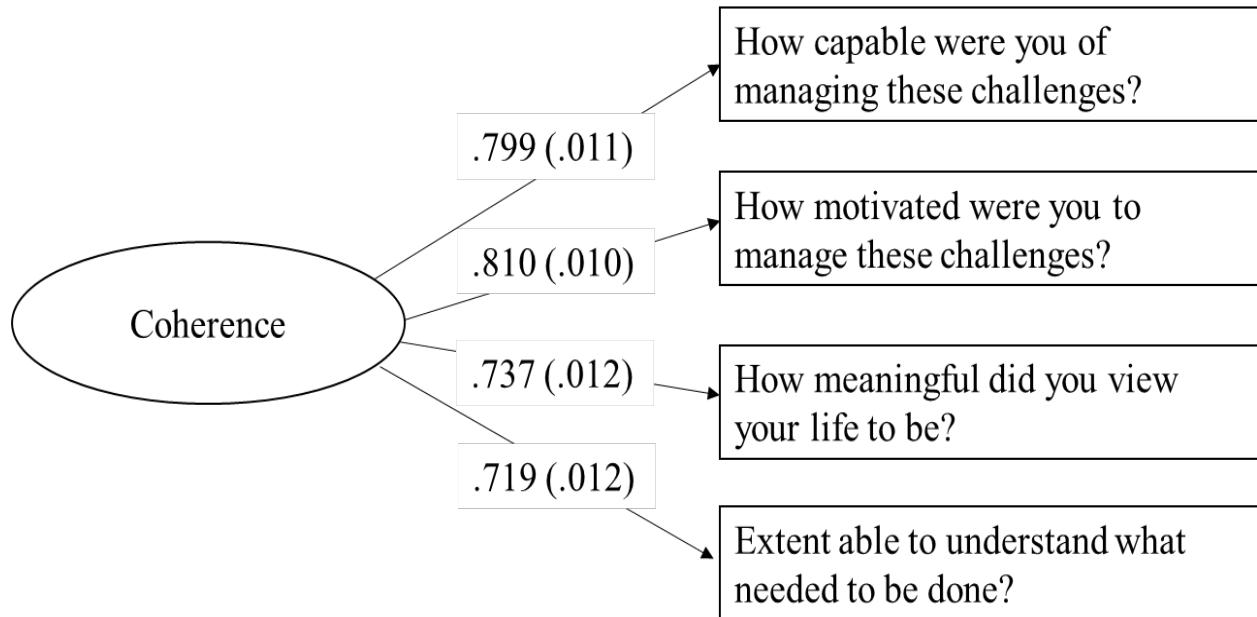 How capable were you of
managing these challenges?
.799 (.011)
How motivated were you to
manage these challenges?
.810 (.010)
Coherence
.737 (.012)
How meaningful did you view
your life to be?
.719 (.012)
Extent able to understand what
needed to be done?